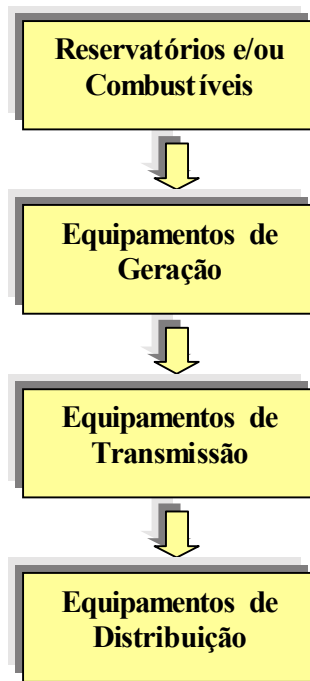 Reservatórios e/ou
Combustíveis
Equipamentos de
Geração
Equipamentos de
Transmissão
Equipamentos de
Distribuição